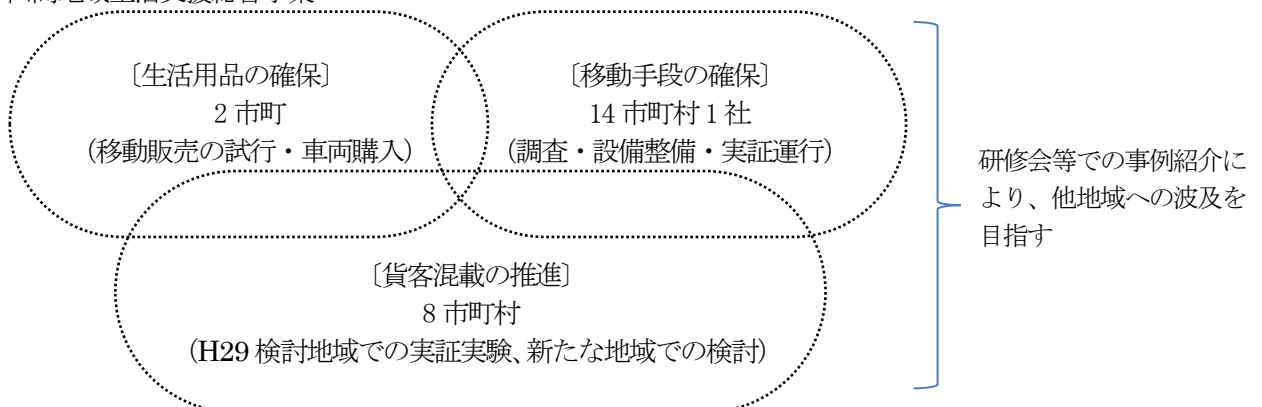 〔生活用品の確保〕
2 市町
（移動販売の試行・車両購入）
〔移動手段の確保〕
14 市町村 1 社
（調査・設備整備・実証運行）
〔貨客混載の推進〕
8 市町村
（H29 検討地域での実証実験、新たな地域での検討）
研修会等での事例紹介に
より、他地域への波及を
目指す